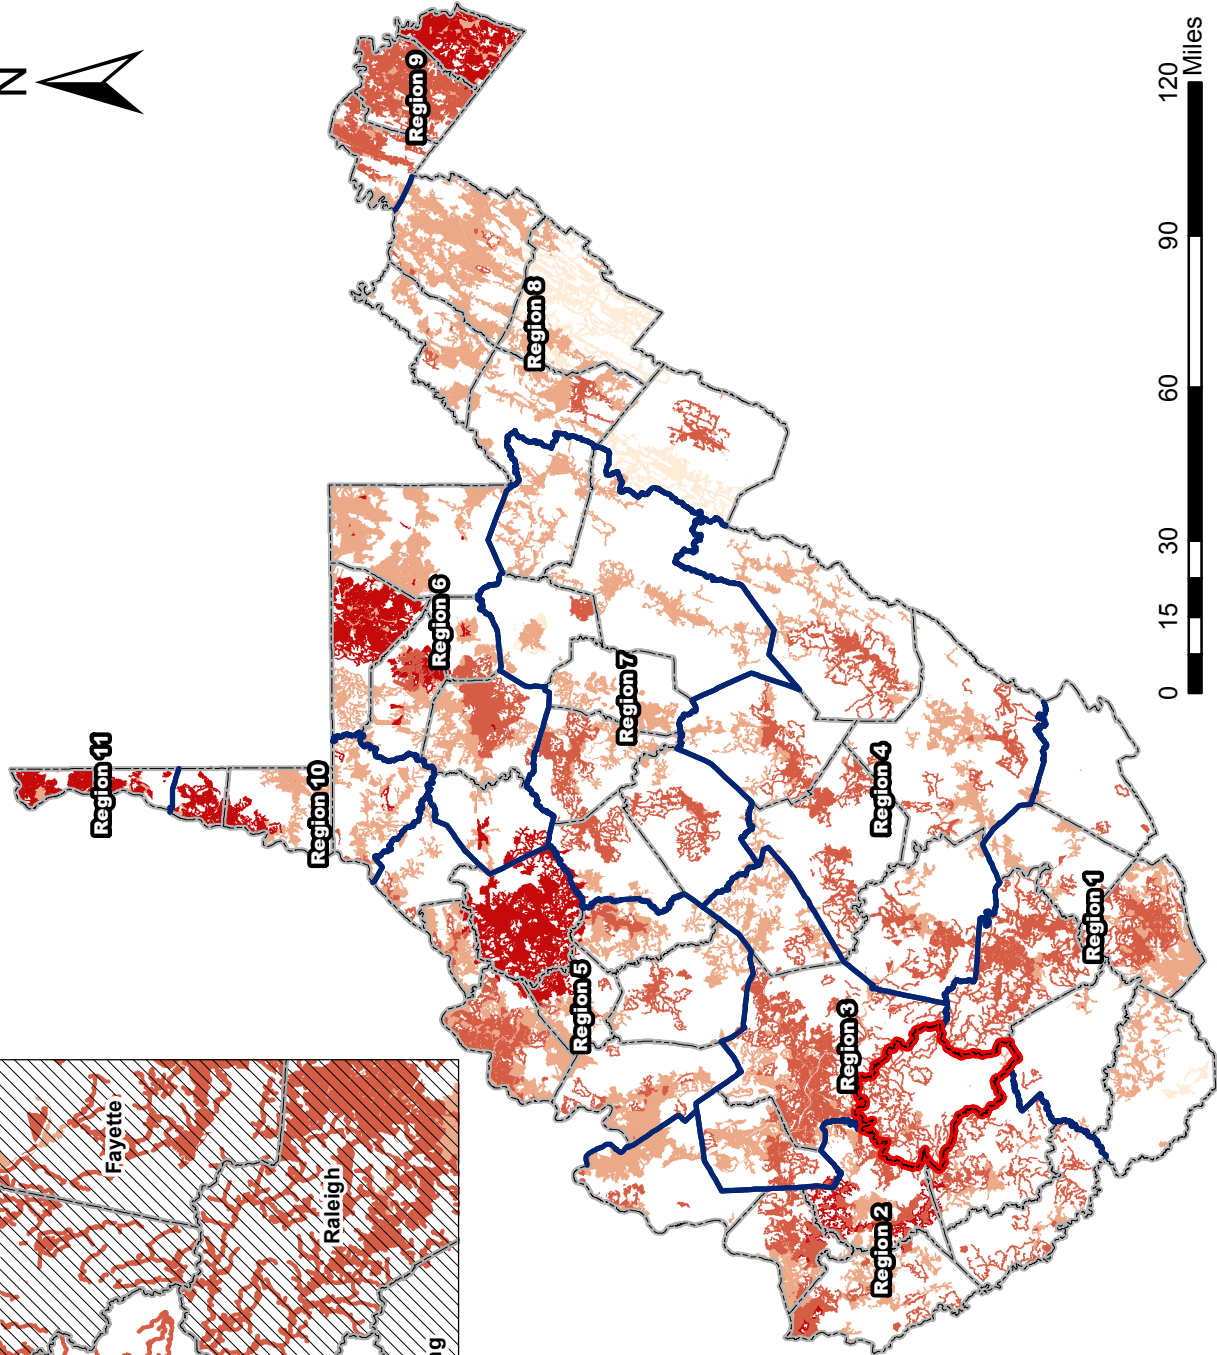 N
Region 9
Region 8
Region 6
Region 11
Region 10
Region 7
Region 5
Region 4
Region 3
Region 1
Region 2
Fayette
Raleigh
ng
0
15
30
60
90
120
Miles